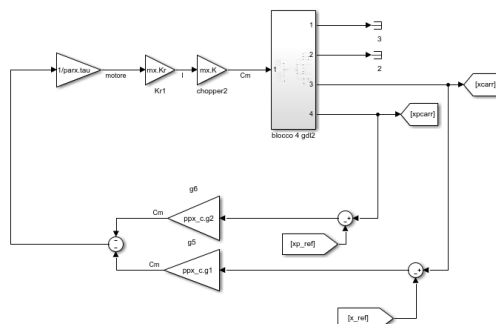 1
3
1/parx.tau
motore
mx.Kr
I
mx.K
Cm
1
2
2
3
[xcarr]
Kr1
chopper2
4
[xpcarr]
blocco 4 gdl2
g6
Cm
ppx_c.g2
[xp_ref]
g5
Cm
ppx_c.g1
[x_ref]